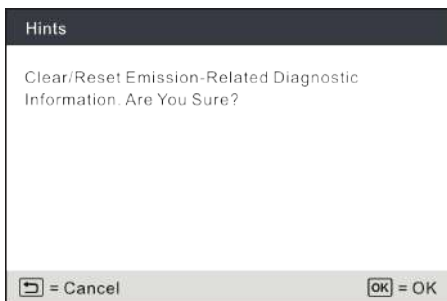 Hints
Clear/Reset Emission-Related Diagnostic
Information. Are You Sure?
= Cancel
OK = OK